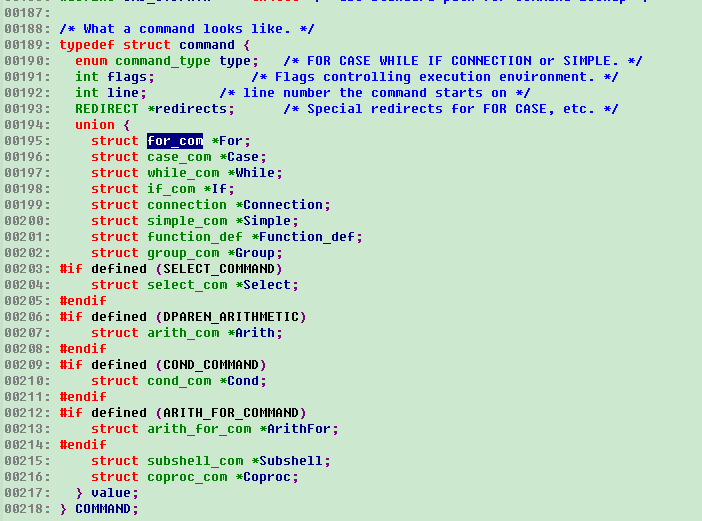 00187:
00188: /* What a command looks like. */
00189: typedef struct command {
00190:   enum command_type type;   /* FOR CASE WHILE IF CONNECTION or SIMPLE. */
00191:   int flags;            /* Flags controlling execution environment. */
00192:   int line;         /* line number the command starts on */
00193:   REDIRECT *redirects;      /* Special redirects for FOR CASE, etc. */
00194:   union {
00195:     struct for_com *For;
00196:     struct case_com *Case;
00197:     struct while_com *While;
00198:     struct if_com *If;
00199:     struct connection *Connection;
00200:     struct simple_com *Simple;
00201:     struct function_def *Function_def;
00202:     struct group_com *Group;
00203: #if defined (SELECT_COMMAND)
00204:     struct select_com *Select;
00205: #endif
00206: #if defined (DPAREN_ARITHMETIC)
00207:     struct arith_com *Arith;
00208: #endif
00209: #if defined (COND_COMMAND)
00210:     struct cond_com *Cond;
00211: #endif
00212: #if defined (ARITH_FOR_COMMAND)
00213:     struct arith_for_com *ArithFor;
00214: #endif
00215:     struct subshell_com *Subshell;
00216:     struct coproc_com *Coproc;
00217:   } value;
00218: } COMMAND;